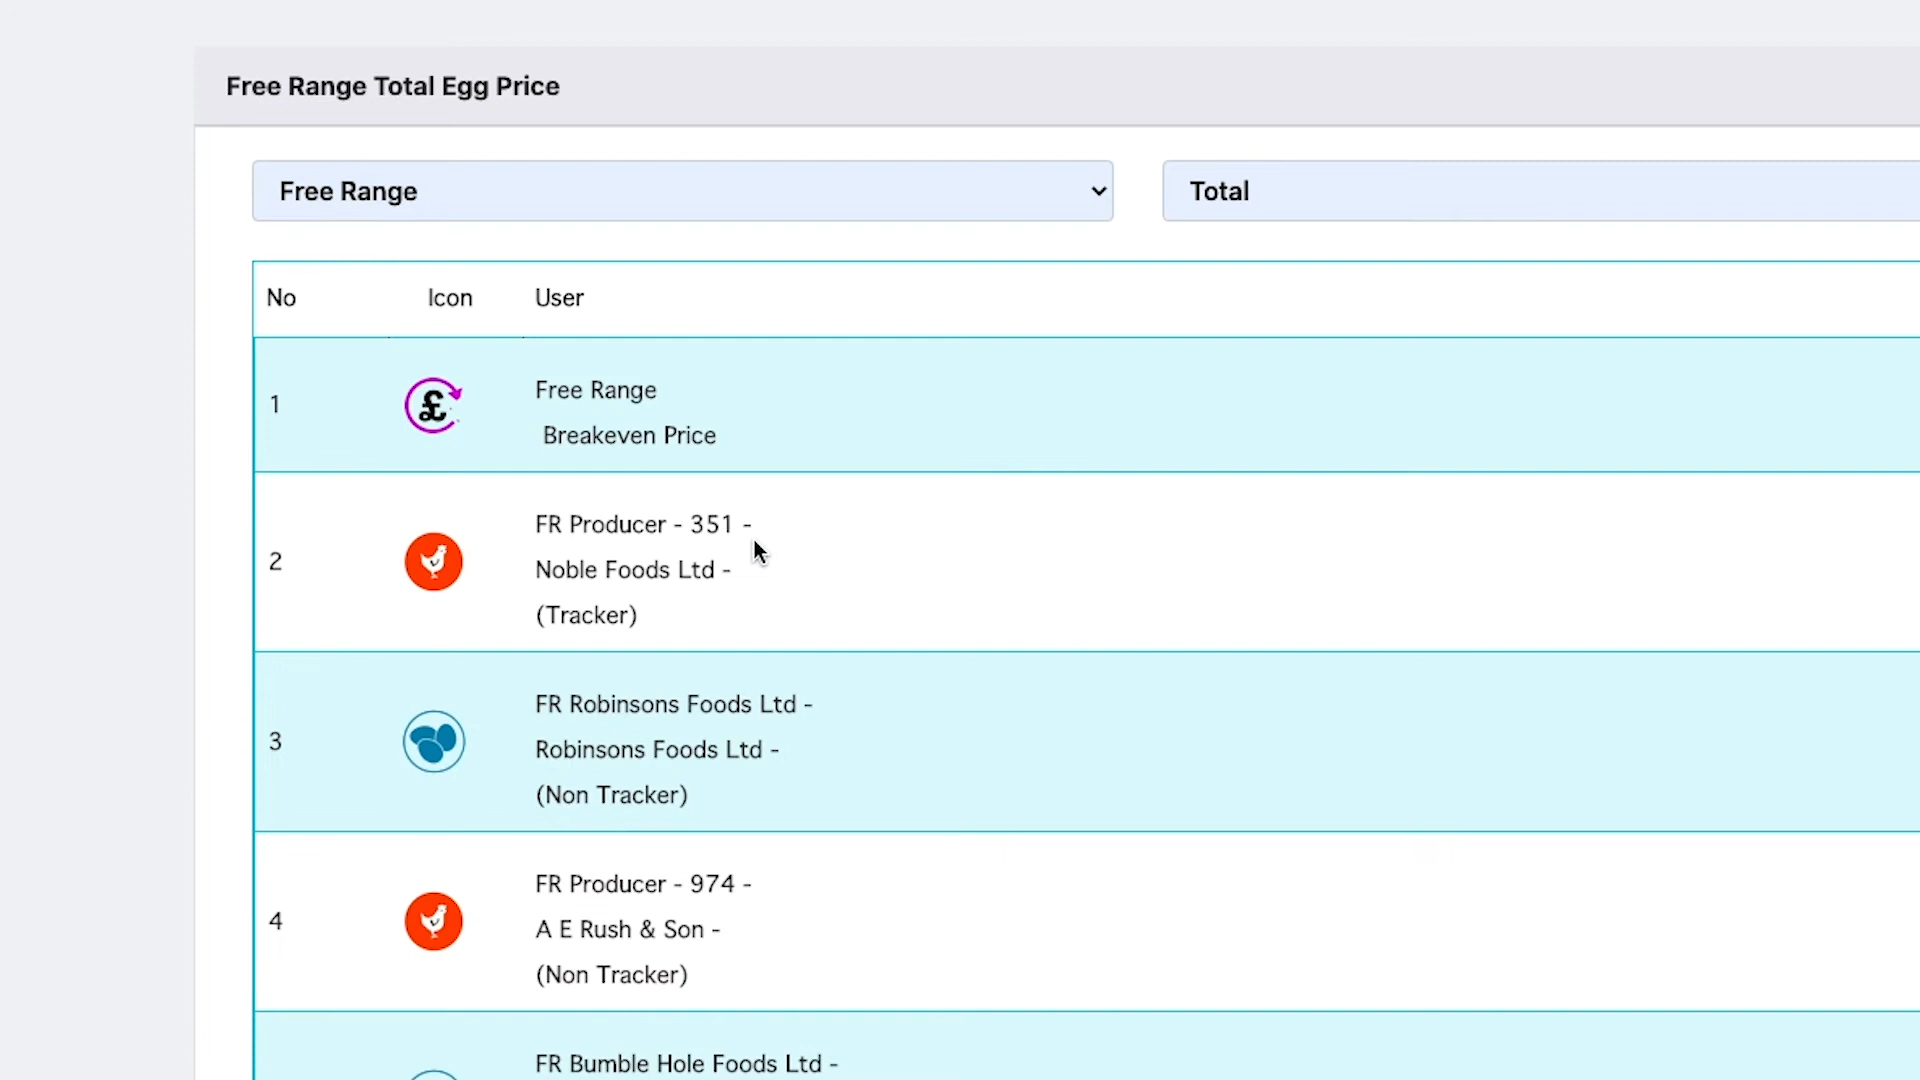 Free Range Total Egg Price
Free Range
Total
No
Icon
User
1
£
Free Range
Breakeven Price
2
FR Producer - 351 -
Noble Foods Ltd -
(Tracker)
3
FR Robinsons Foods Ltd -
Robinsons Foods Ltd -
(Non Tracker)
4
FR Producer - 974 -
A E Rush & Son -
(Non Tracker)
FR Bumble Hole Foods Ltd -